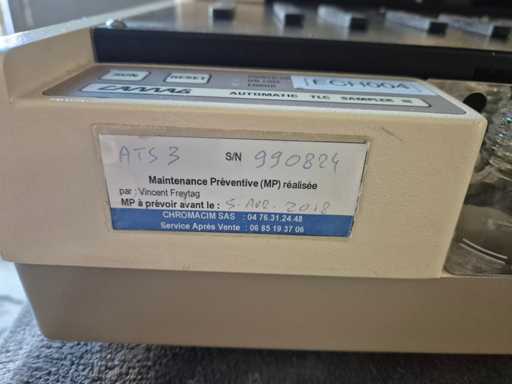 RUN RESET
ERROR
ECH004
CAMAG AUTOMATIC TLC SAMPLER III
ATS 3 S/N 990824
Maintenance Préventive (MP) réalisée
par : Vincent Freytag
MP à prévoir avant le : 5-AVR-2018
CHROMACIM SAS : 04 76.31.24.48
Service Après Vente : 06 85 19 37 06